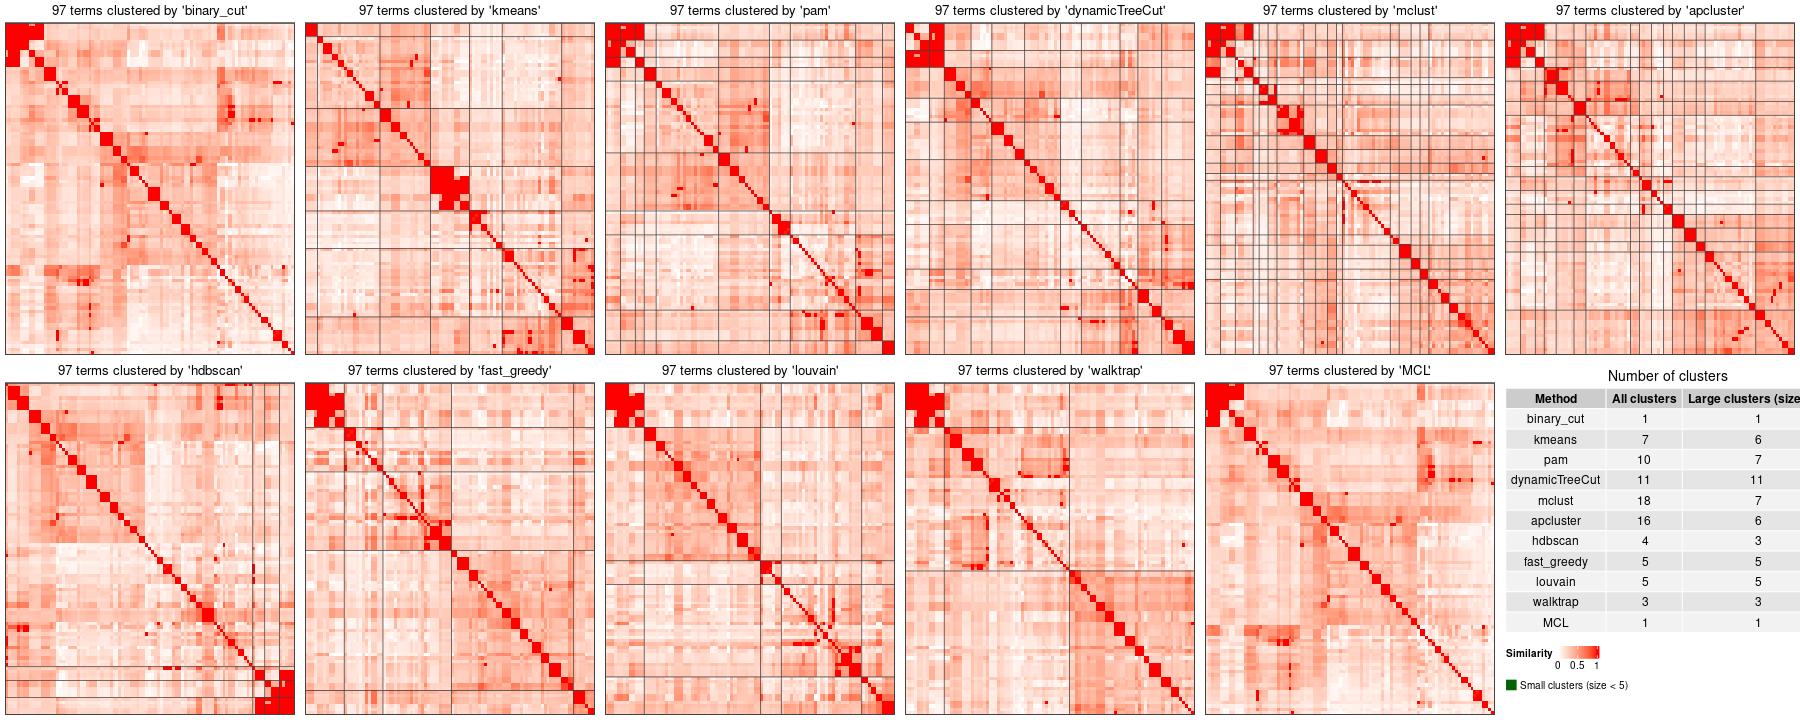 97 terms clustered by 'binary_cut'
97 terms clustered by 'kmeans'
97 terms clustered by 'pam'
97 terms clustered by 'dynamicTreeCut'
97 terms clustered by 'mclust'
97 terms clustered by 'apcluster'
97 terms clustered by 'hdbscan'
97 terms clustered by 'fast_greedy'
97 terms clustered by 'louvain'
97 terms clustered by 'walktrap'
97 terms clustered by 'MCL'
Number of clusters
Method All clusters Large clusters (size
binary_cut 1 1
kmeans 7 6
pam 10 7
dynamicTreeCut 11 11
mclust 18 7
apcluster 16 6
hdbscan 4 3
fast_greedy 5 5
louvain 5 5
walktrap 3 3
MCL 1 1
Similarity
0 0.5 1
Small clusters (size < 5)